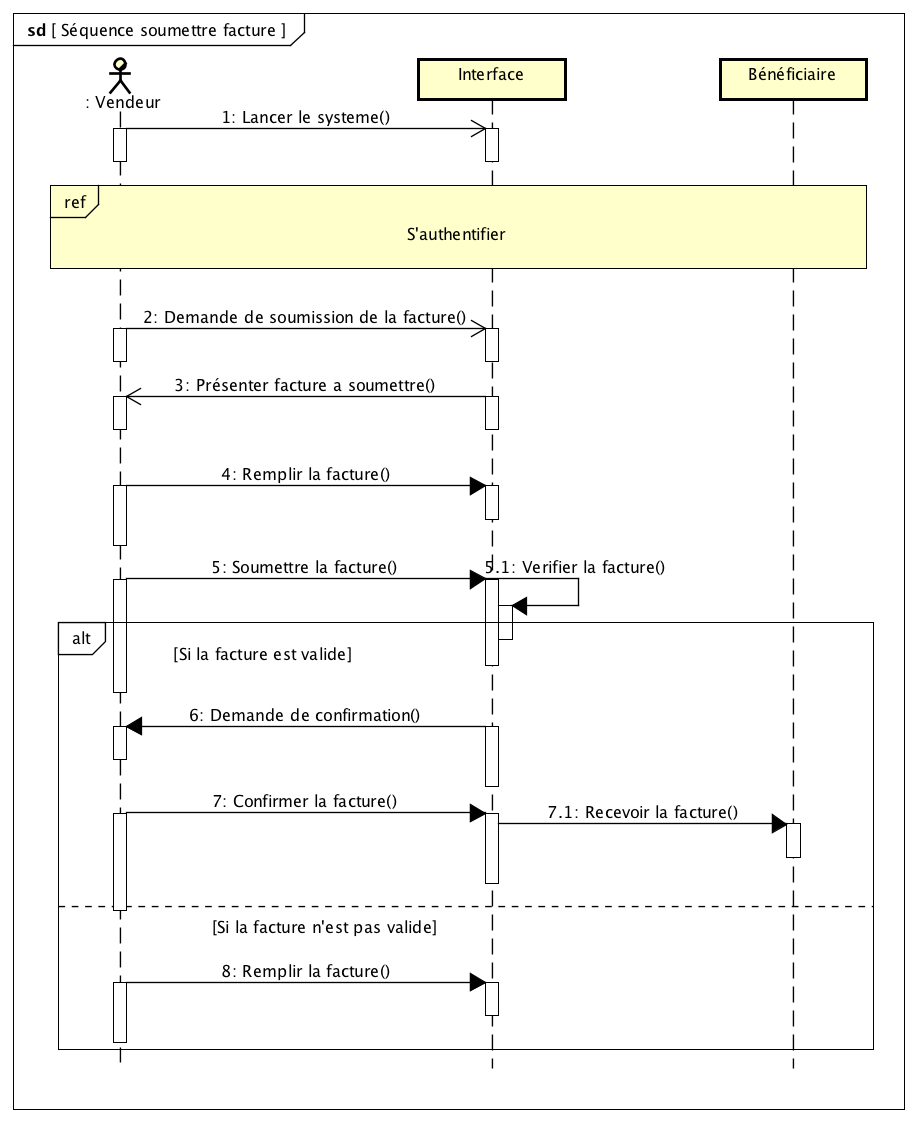 sd [ Séquence soumettre facture ]
: Vendeur
Interface
Bénéficiaire
1: Lancer le systeme()
ref
S'authentifier
2: Demande de soumission de la facture()
3: Présenter facture a soumettre()
4: Remplir la facture()
5: Soumettre la facture()
5.1: Verifier la facture()
alt
[Si la facture est valide]
6: Demande de confirmation()
7: Confirmer la facture()
7.1: Recevoir la facture()
[Si la facture n'est pas valide]
8: Remplir la facture()